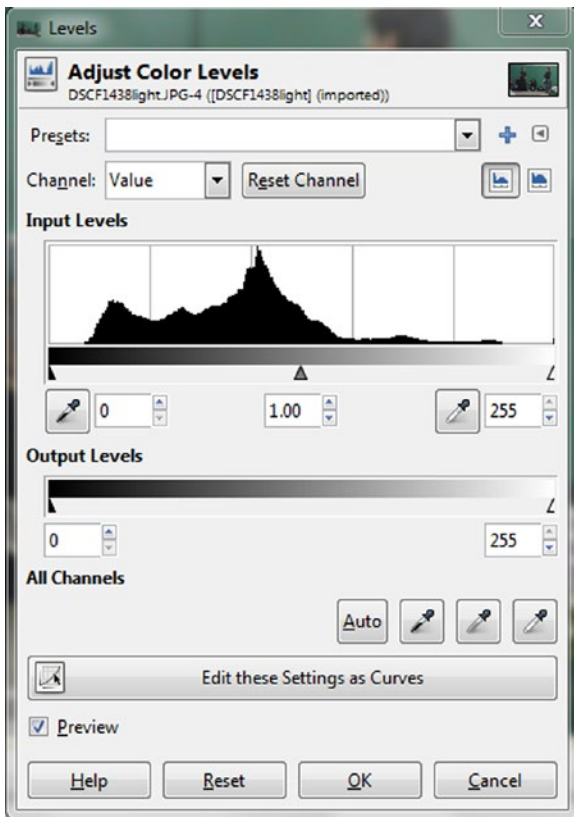 Levels
Adjust Color Levels
DSCF1438light.JPG-4 ([DSCF1438light] (imported))
Presets:
Channel: Value Reset Channel
Input Levels
0 1.00 255
Output Levels
0 255
All Channels
Auto
Edit these Settings as Curves
Preview
Help Reset OK Cancel